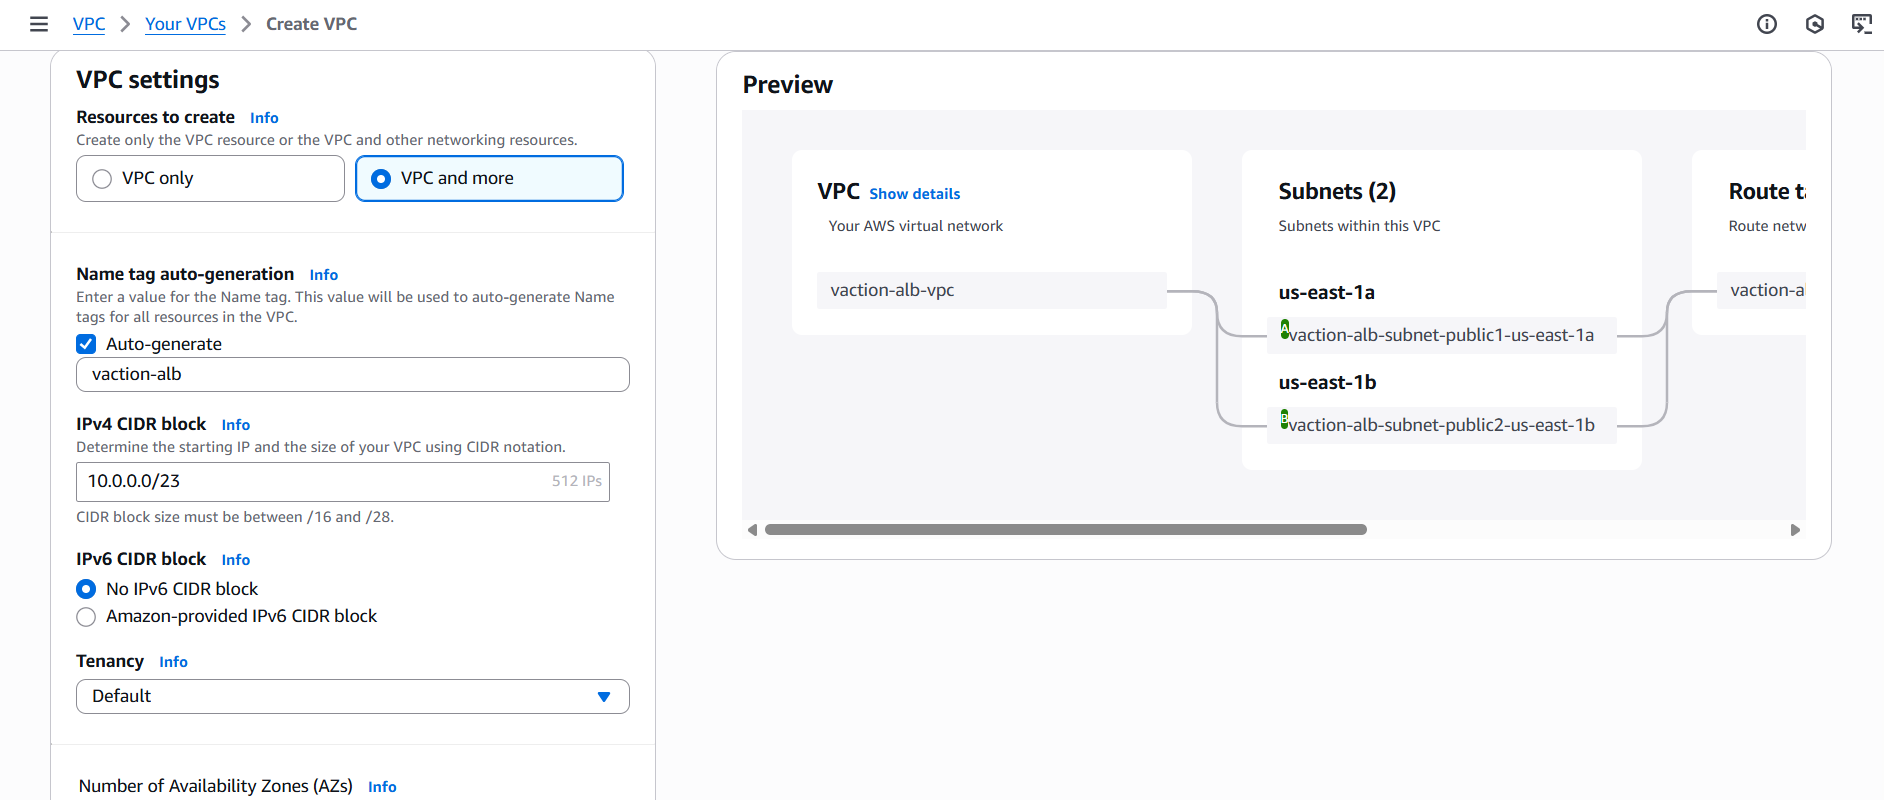 VPC
Your VPCs
Create VPC
VPC settings
Resources to create Info
Create only the VPC resource or the VPC and other networking resources.
VPC only
VPC and more
Name tag auto-generation Info
Enter a value for the Name tag. This value will be used to auto-generate Name
tags for all resources in the VPC.
Auto-generate
vaction-alb
IPv4 CIDR block Info
Determine the starting IP and the size of your VPC using CIDR notation.
10.0.0.0/23 512 IPs
CIDR block size must be between /16 and /28.
IPv6 CIDR block Info
No IPv6 CIDR block
Amazon-provided IPv6 CIDR block
Tenancy Info
Default
Number of Availability Zones (AZs) Info
Preview
VPC Show details
Your AWS virtual network
vaction-alb-vpc
Subnets (2)
Subnets within this VPC
us-east-1a
A vaction-alb-subnet-public1-us-east-1a
us-east-1b
B vaction-alb-subnet-public2-us-east-1b
Route ta
Route netw
vaction-al